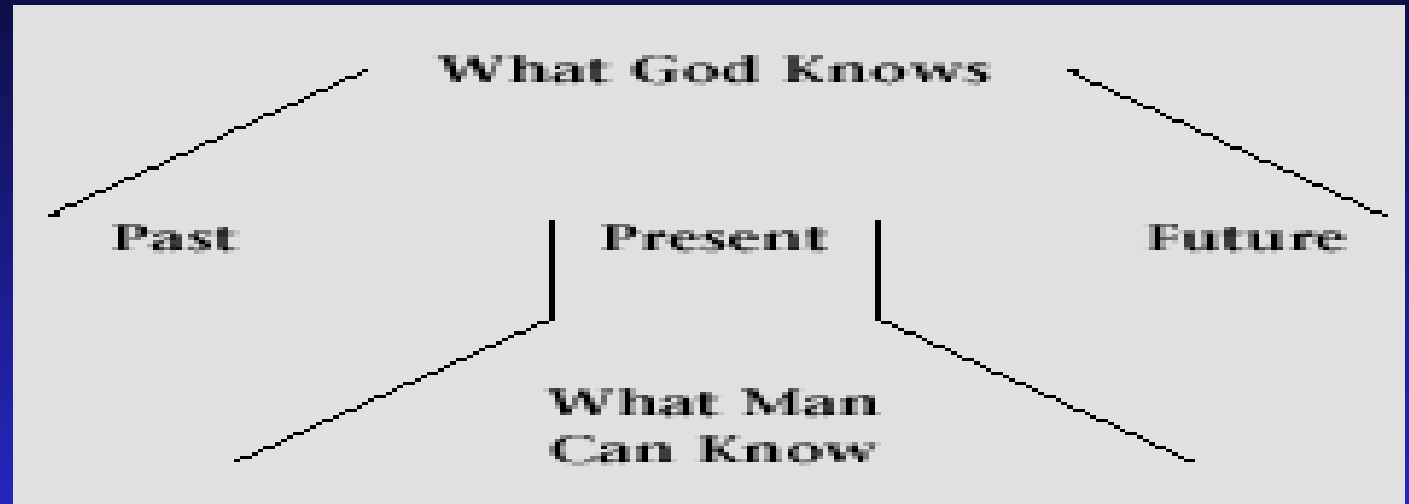 What God Knows
Past Present Future
What Man
Can Know